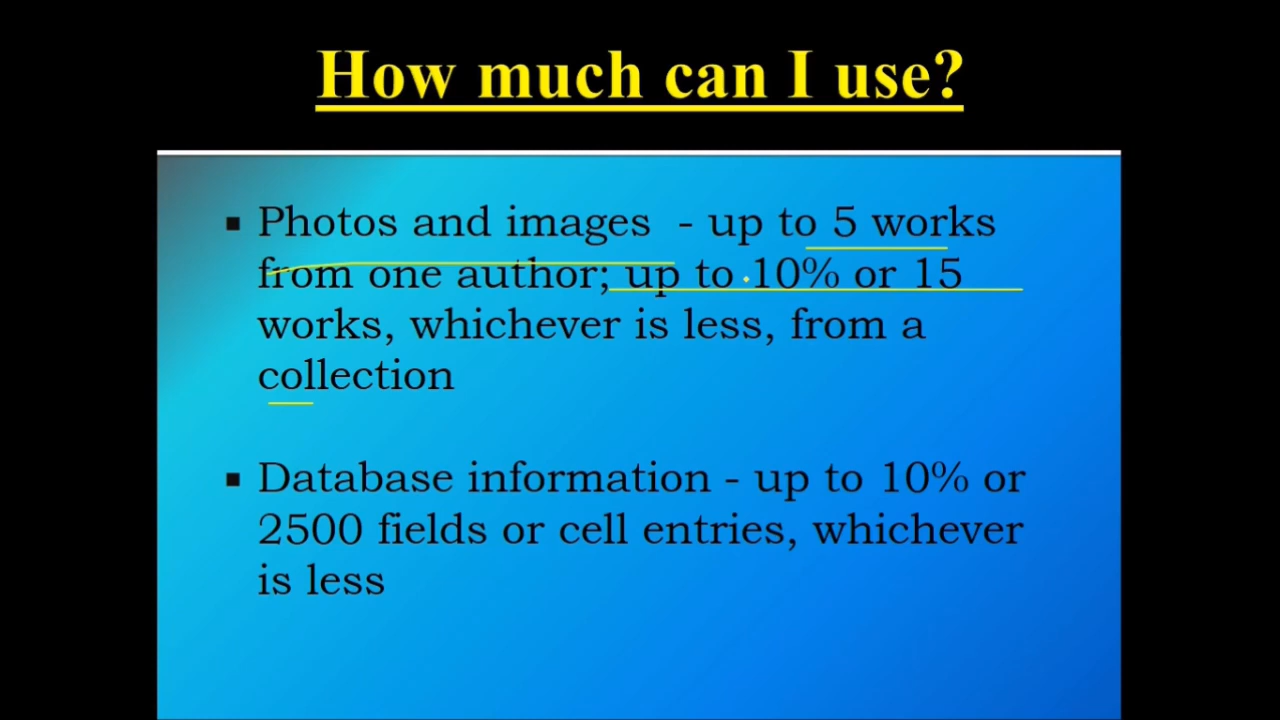 How much can I use?
▪ Photos and images - up to 5 works
from one author; up to 10% or 15
works, whichever is less, from a
collection
▪ Database information - up to 10% or
2500 fields or cell entries, whichever
is less